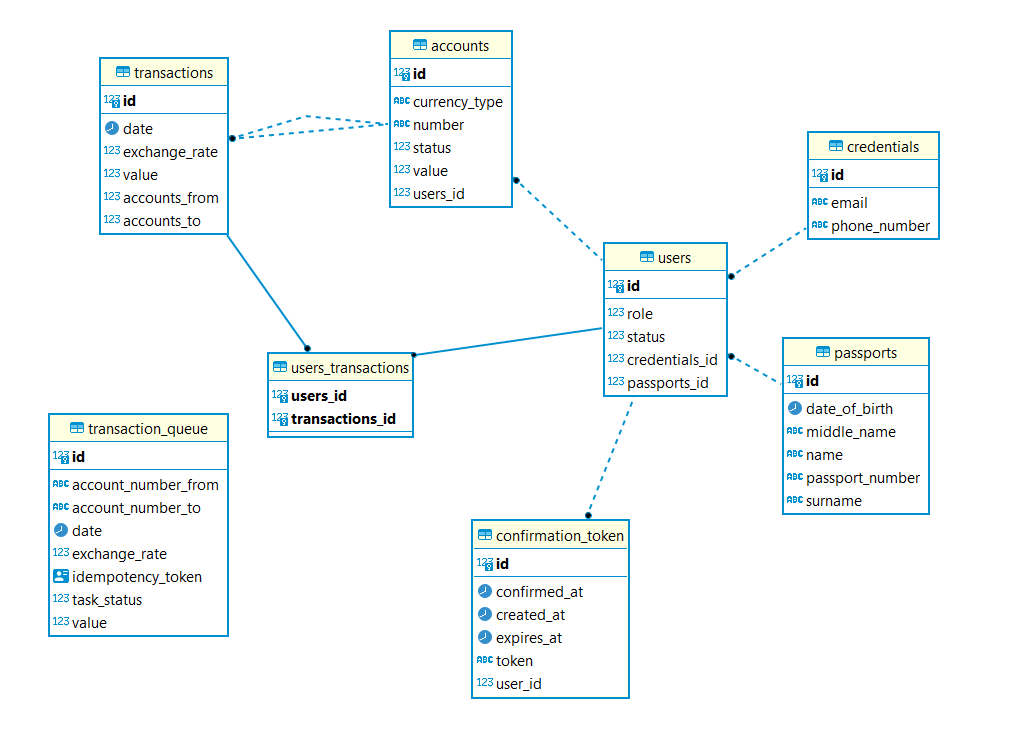 transactions
123 id
date
123 exchange_rate
123 value
123 accounts_from
123 accounts_to
accounts
123 id
ABC currency_type
ABC number
123 status
123 value
123 users_id
credentials
123 id
ABC email
ABC phone_number
users
123 id
123 role
123 status
123 credentials_id
123 passports_id
passports
123 id
date_of_birth
ABC middle_name
ABC name
ABC passport_number
ABC surname
users_transactions
123 users_id
123 transactions_id
transaction_queue
123 id
ABC account_number_from
ABC account_number_to
date
123 exchange_rate
idempotency_token
123 task_status
123 value
confirmation_token
123 id
confirmed_at
created_at
expires_at
ABC token
123 user_id